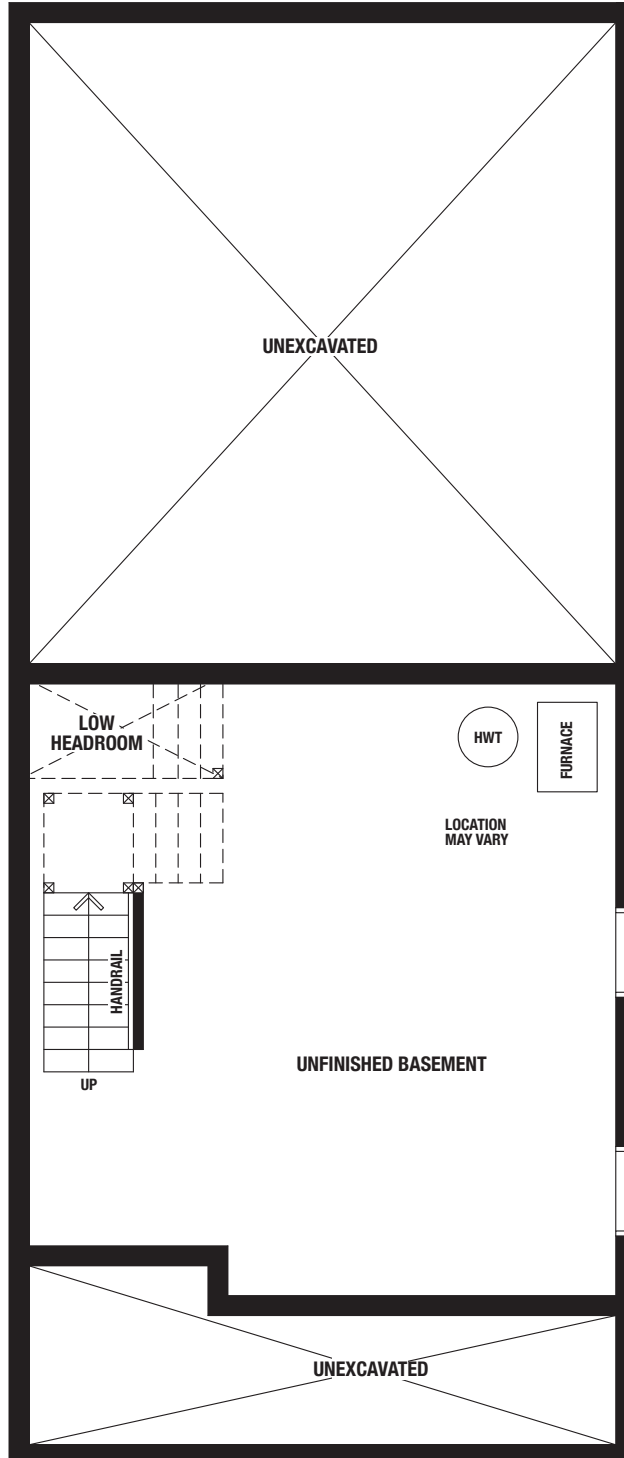 UNEXCAVATED
LOW
HEADROOM
HWT
FURNACE
LOCATION
MAY VARY
HANDRAIL
UP
UNFINISHED BASEMENT
UNEXCAVATED